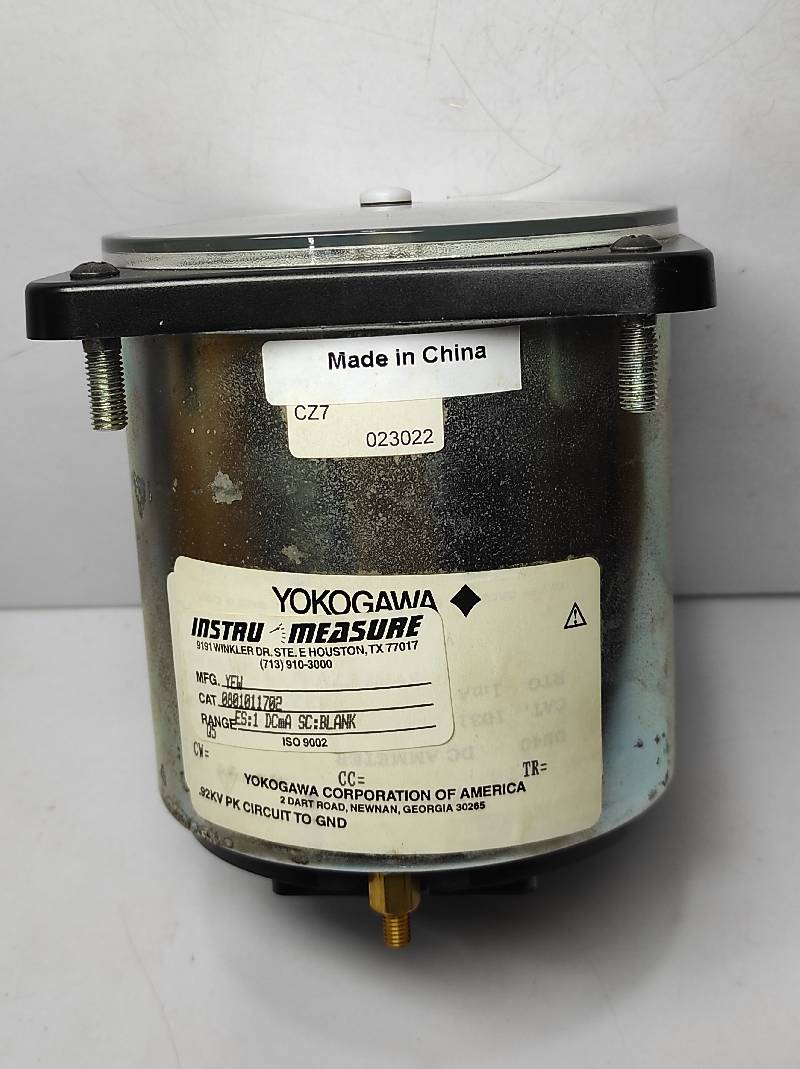 Made in China
CZ7
023022
YOKOGAWA
INSTRU MEASURE
9191 WINKLER DR. STE. E HOUSTON, TX 77017
(713) 910-3000
MFG. YEW
CAT 0801011702
RANGE ES:1 DCmA SC:BLANK
US
ISO 9002
CW=
CC=
TR=
YOKOGAWA CORPORATION OF AMERICA
2 DART ROAD, NEWNAN, GEORGIA 30265
.92KV PK CIRCUIT TO GND